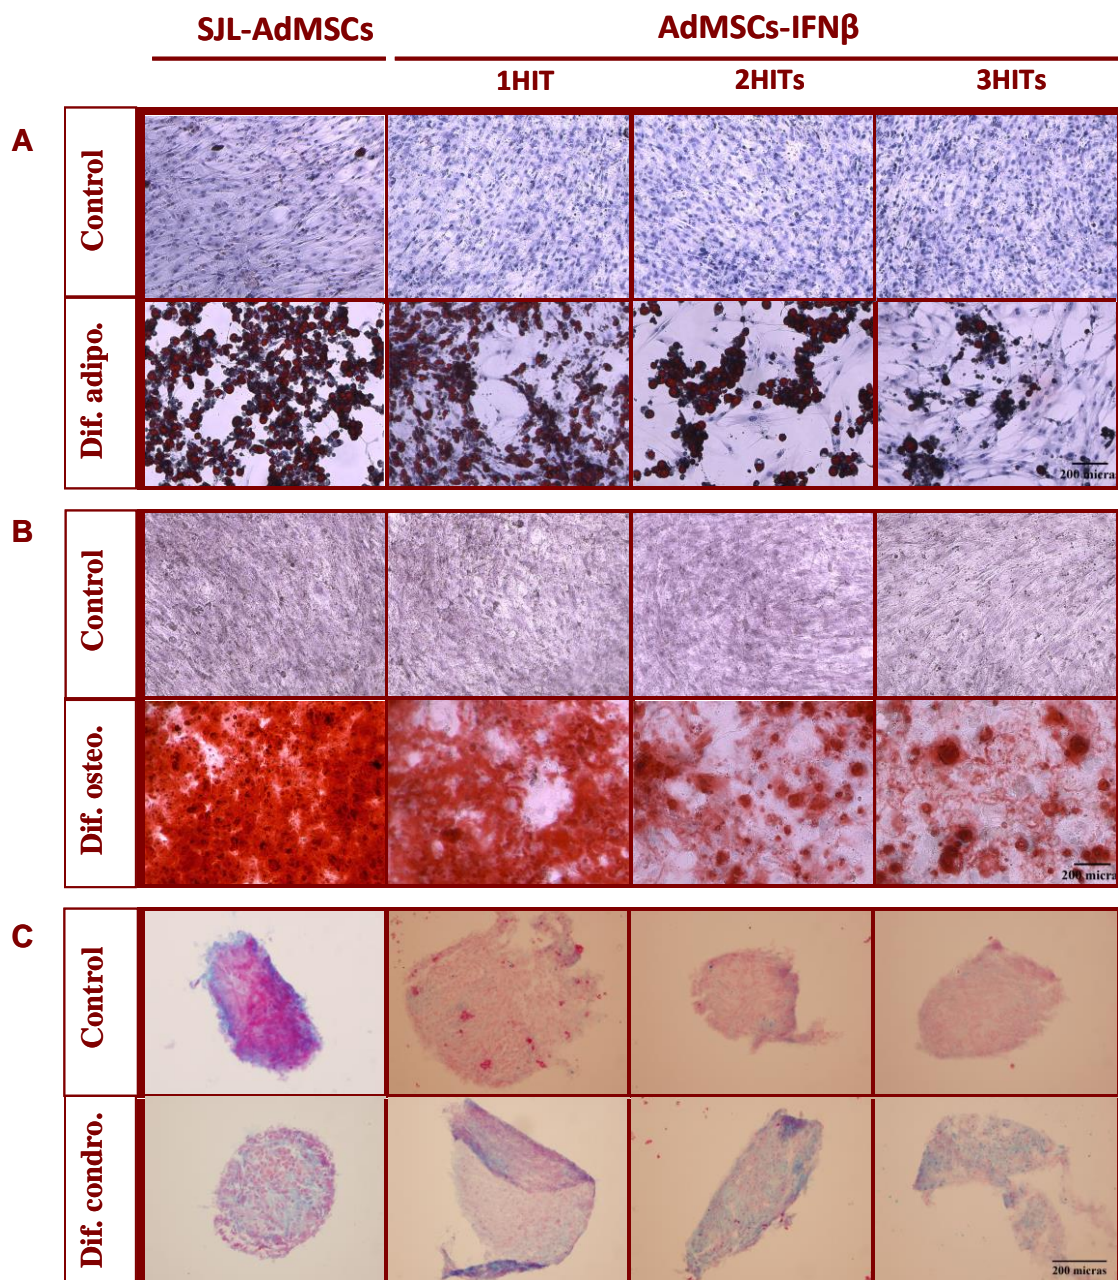 SJL-AdMSCs
AdMSCs-IFNβ
1HIT
2HITs
3HITs
A
Control
Dif. adipo.
200 micra
B
Control
Dif. osteo.
200 micra
C
Control
Dif. condro.
200 micras